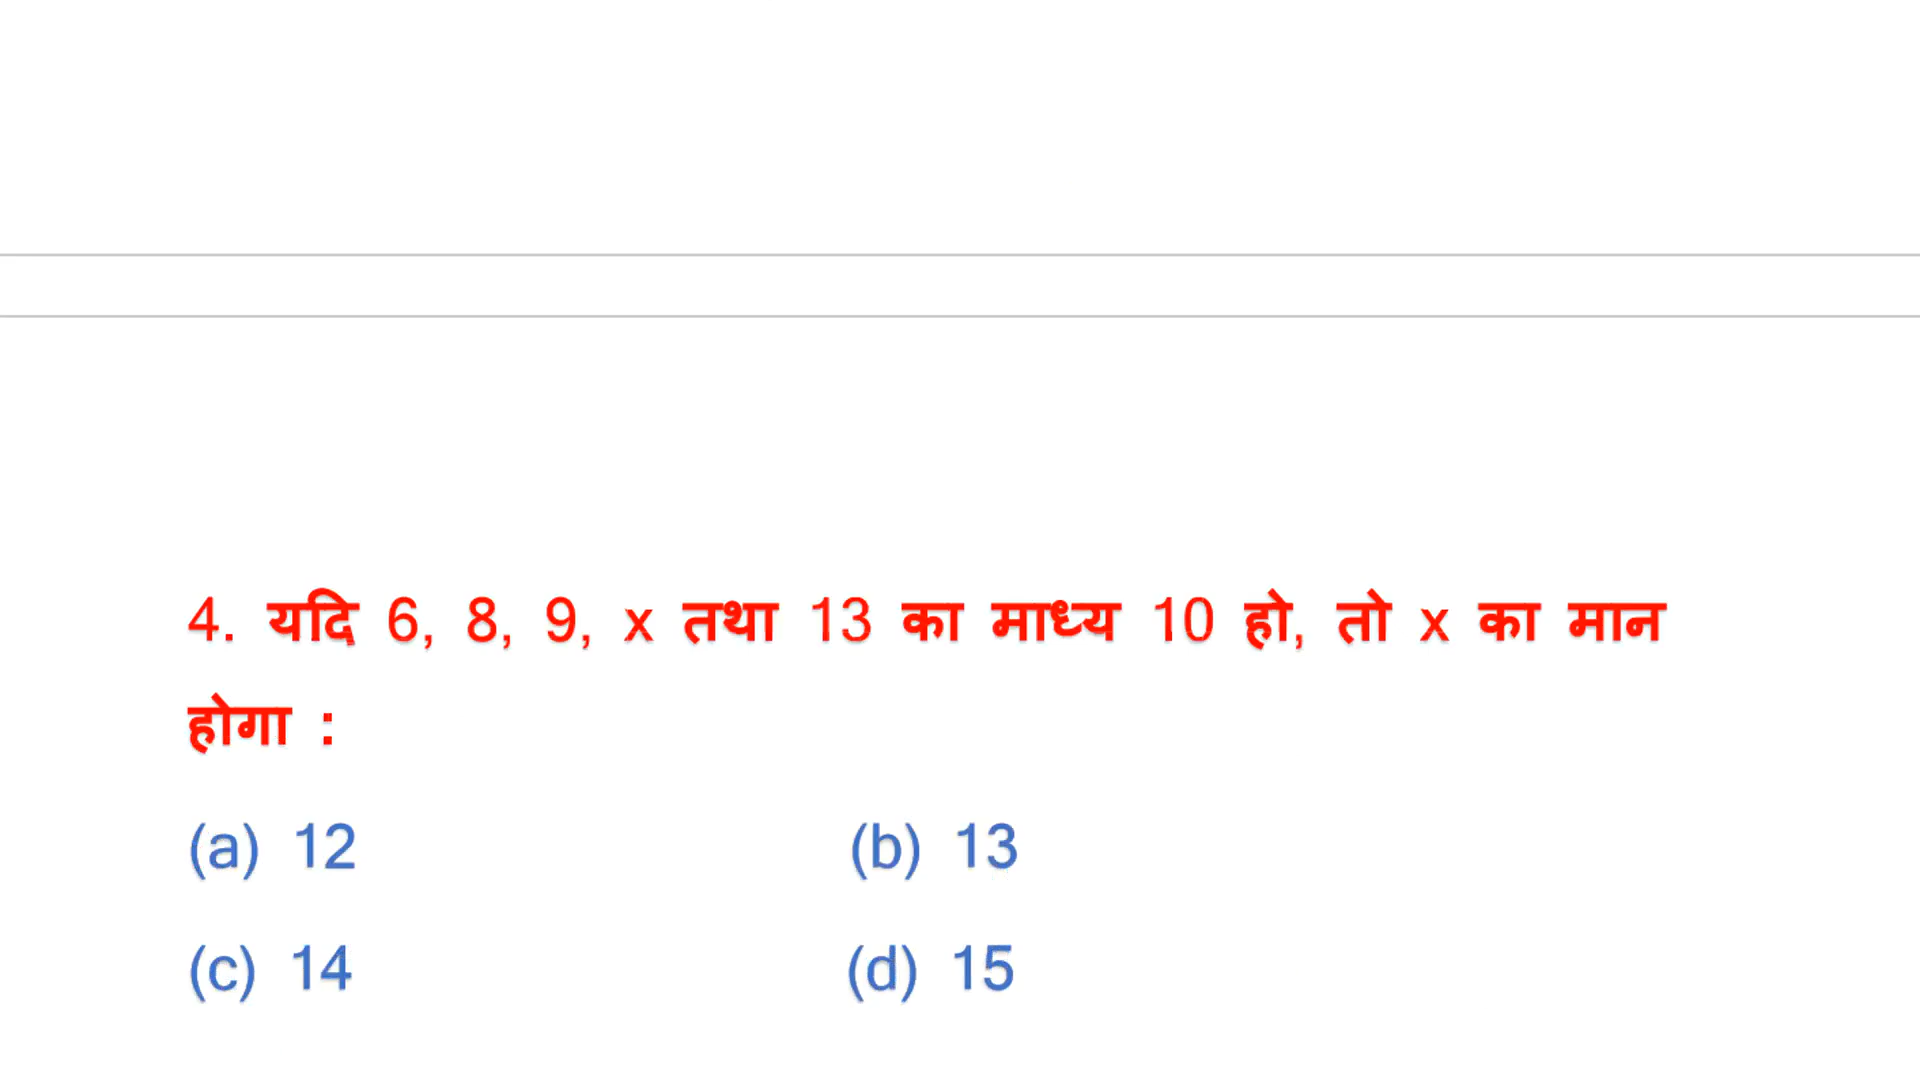 4. यदि 6, 8, 9, x तथा 13 का माध्य 10 हो, तो x का मान
होगा :
(a) 12 (b) 13
(c) 14 (d) 15